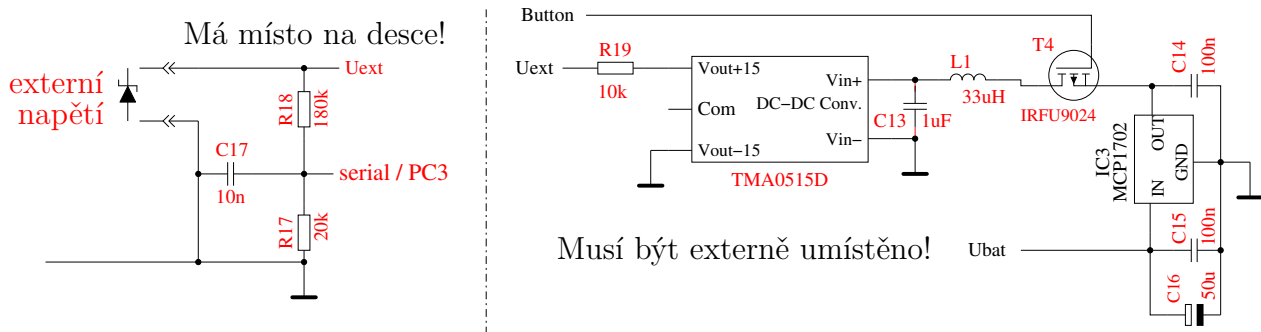 Má místo na desce!
externí
napětí
Uext
R18
180k
C17
10n
serial / PC3
R17
20k
Button
Uext
R19
10k
Vout+15
Com
Vout−15
Vin+
DC−DC Conv.
Vin−
TMA0515D
C13
1uF
L1
33uH
T4
IRFU9024
C14
100n
OUT
IN
GND
IC3
MCP1702
Musí být externě umístěno!
Ubat
C15
100n
C16
50u